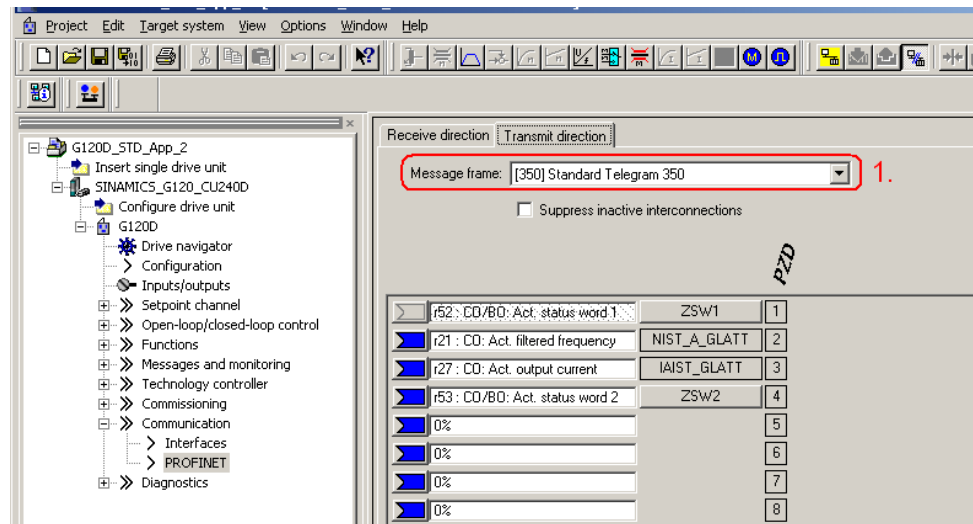 Project Edit Target system View Options Window Help
Receive direction Transmit direction
Message frame: [350] Standard Telegram 350 1.
Suppress inactive interconnections
PZD
r52 : CO/BO: Act. status word 1 ZSW1 1
r21 : CO: Act. filtered frequency NIST_A_GLATT 2
r27 : CO: Act. output current IAIST_GLATT 3
r53 : CO/BO: Act. status word 2 ZSW2 4
0% 5
0% 6
0% 7
0% 8
G120D_STD_App_2
Insert single drive unit
SINAMICS_G120_CU240D
Configure drive unit
G120D
Drive navigator
Configuration
Inputs/outputs
Setpoint channel
Open-loop/closed-loop control
Functions
Messages and monitoring
Technology controller
Commissioning
Communication
Interfaces
PROFINET
Diagnostics